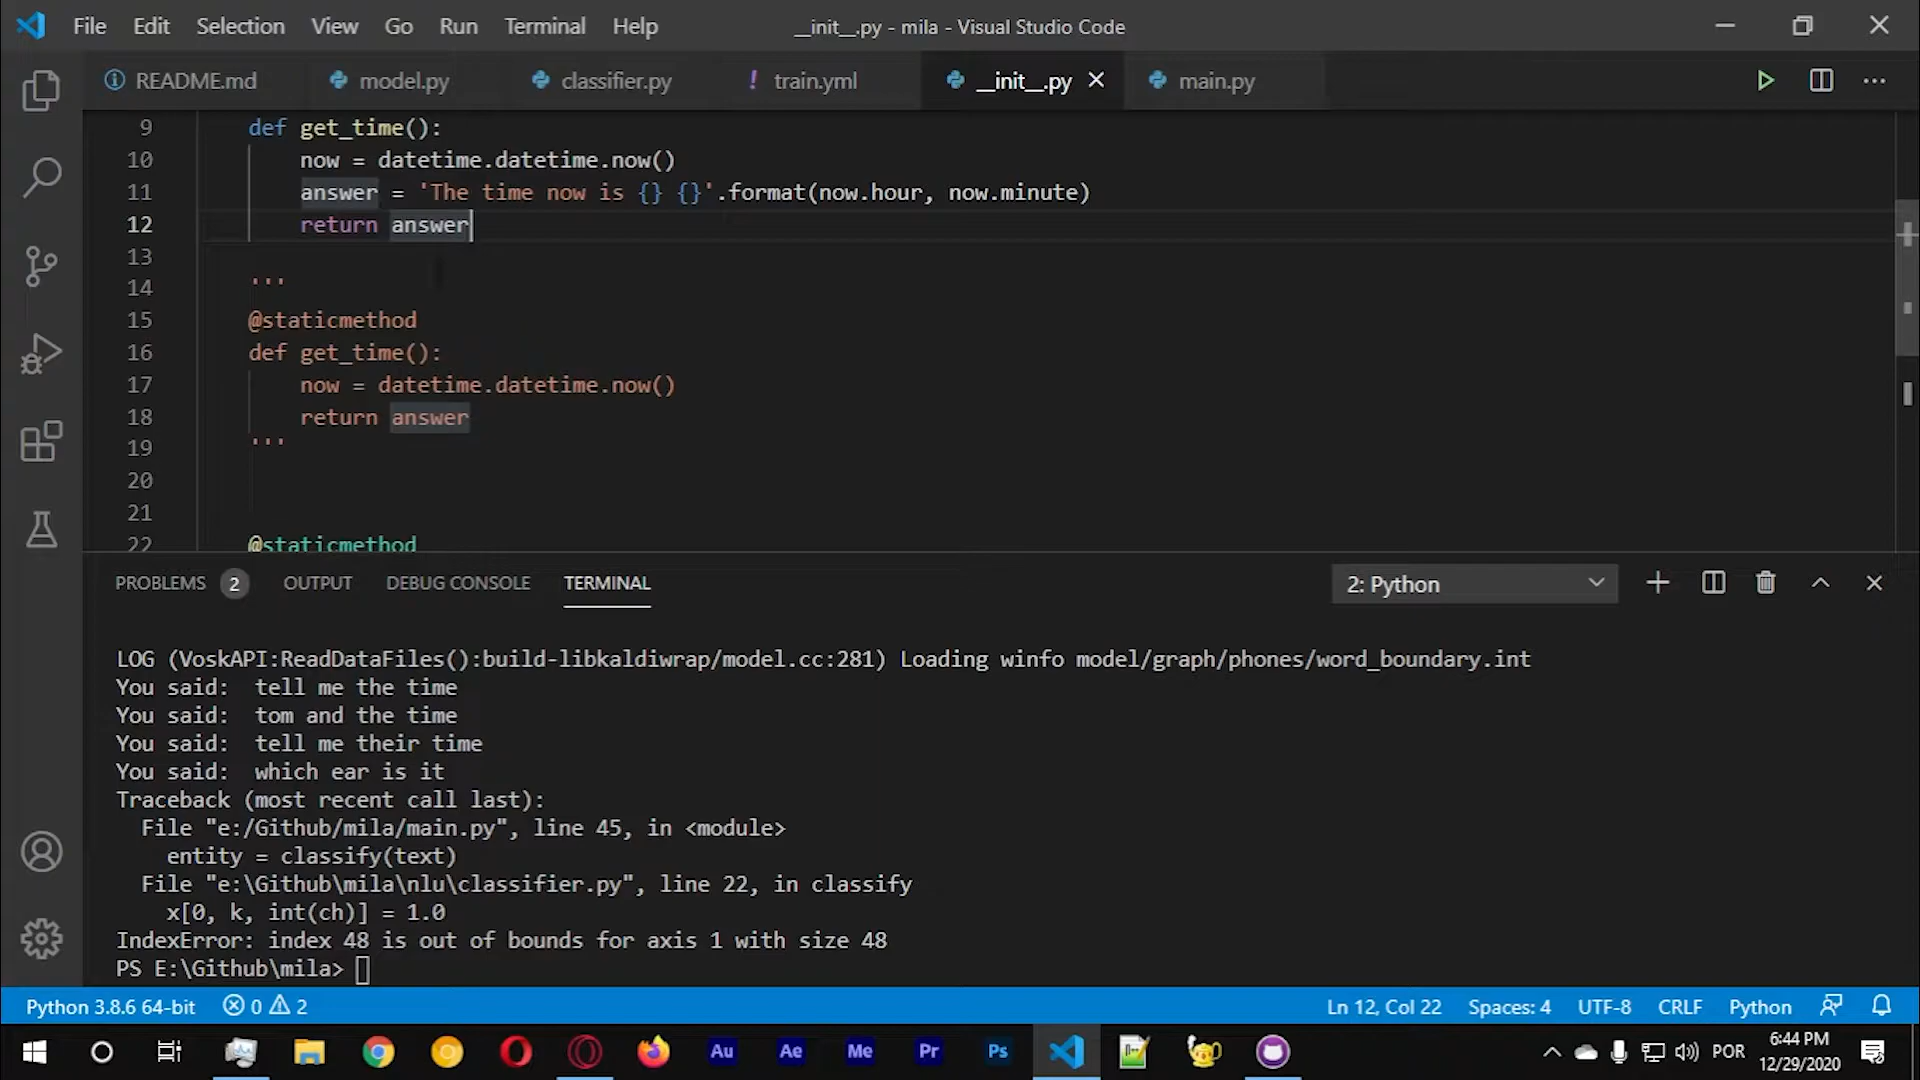 File Edit Selection View Go Run Terminal Help __init__.py - mila - Visual Studio Code
README.md model.py classifier.py ! train.yml __init__.py main.py
9 def get_time():
10 now = datetime.datetime.now()
11 answer = 'The time now is {} {}'.format(now.hour, now.minute)
12 return answer
13
14 '''
15 @staticmethod
16 def get_time():
17 now = datetime.datetime.now()
18 return answer
19 '''
20
21
22 @staticmethod
PROBLEMS 2 OUTPUT DEBUG CONSOLE TERMINAL 2: Python
LOG (VoskAPI:ReadDataFiles():build-libkaldiwrap/model.cc:281) Loading winfo model/graph/phones/word_boundary.int
You said: tell me the time
You said: tom and the time
You said: tell me their time
You said: which ear is it
Traceback (most recent call last):
File "e:/Github/mila/main.py", line 45, in <module>
entity = classify(text)
File "e:\Github\mila\nlu\classifier.py", line 22, in classify
x[0, k, int(ch)] = 1.0
IndexError: index 48 is out of bounds for axis 1 with size 48
PS E:\Github\mila>
Python 3.8.6 64-bit 0 2 Ln 12, Col 22 Spaces: 4 UTF-8 CRLF Python
Au Ae Me Pr Ps POR 6:44 PM
12/29/2020